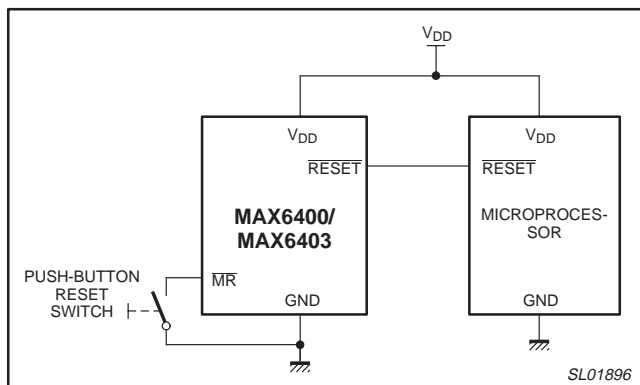 VDD
VDD
VDD
RESET
RESET
MAX6400/
MAX6403
MICROPROCES-
SOR
PUSH-BUTTON
RESET
SWITCH
MR
GND
GND
SL01896